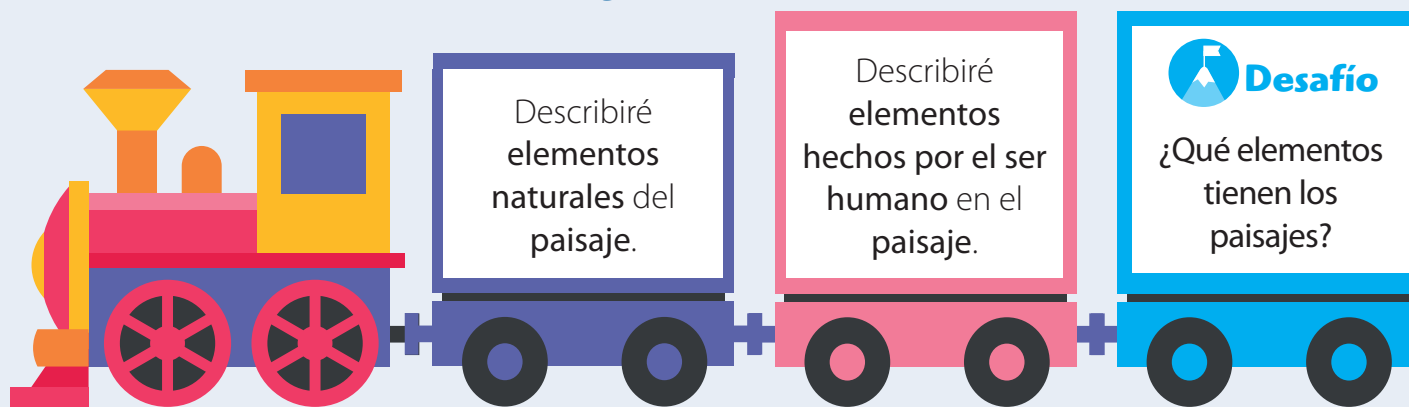 Describiré
elementos
naturales del
paisaje.
Describiré
elementos
hechos por el ser
humano en el
paisaje.
Desafío
¿Qué elementos
tienen los
paisajes?